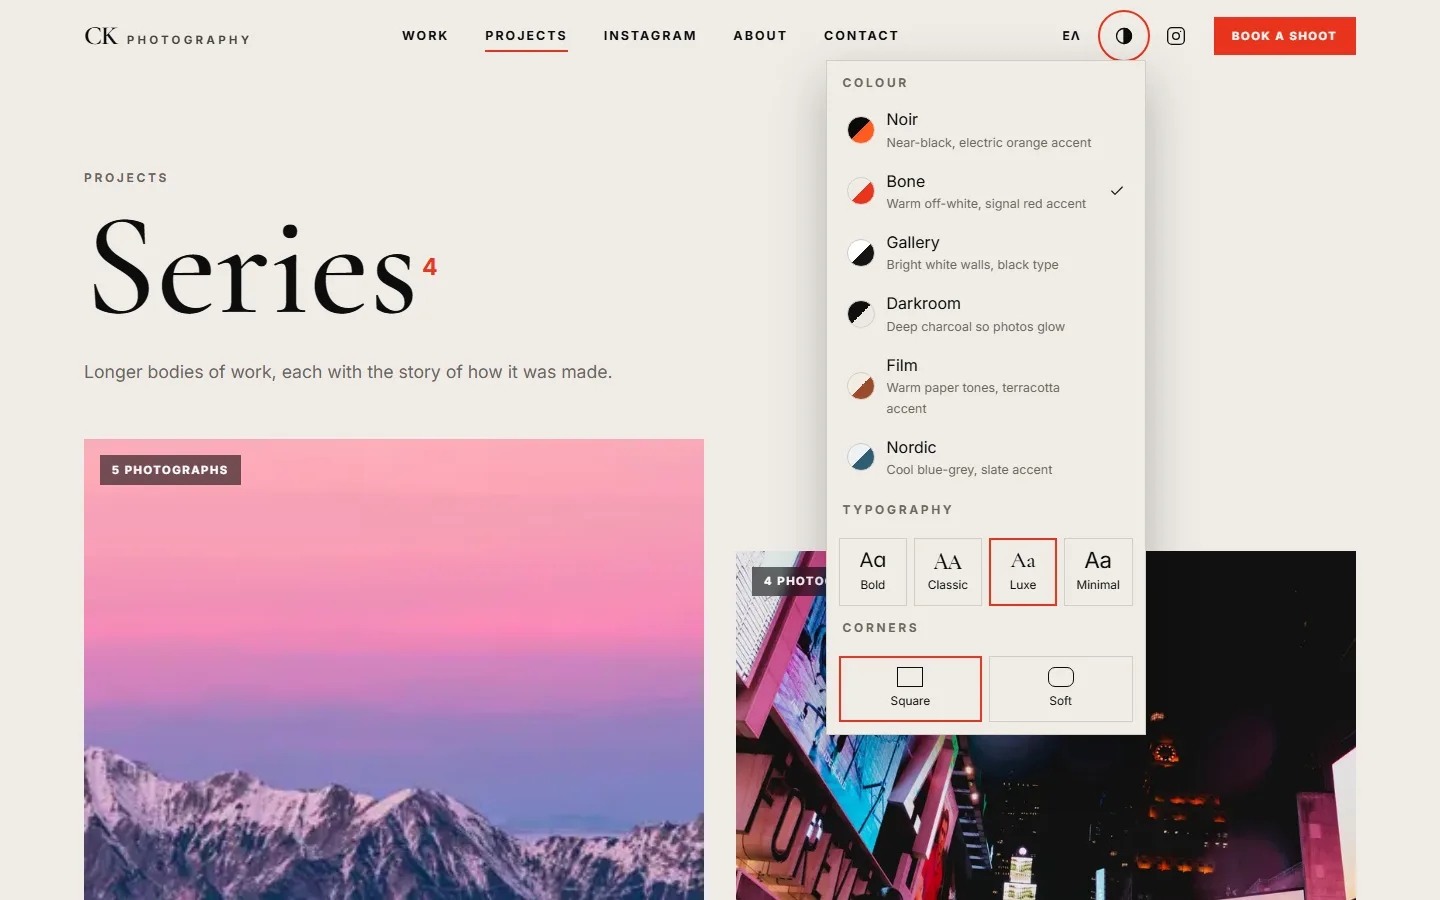 CK PHOTOGRAPHY
WORK
PROJECTS
INSTAGRAM
ABOUT
CONTACT
ΕΛ
BOOK A SHOOT
PROJECTS
Series 4
Longer bodies of work, each with the story of how it was made.
5 PHOTOGRAPHS
4 PHOTO
COLOUR
Noir
Near-black, electric orange accent
Bone
Warm off-white, signal red accent
Gallery
Bright white walls, black type
Darkroom
Deep charcoal so photos glow
Film
Warm paper tones, terracotta
accent
Nordic
Cool blue-grey, slate accent
TYPOGRAPHY
Aa
Bold
Aa
Classic
Aa
Luxe
Aa
Minimal
CORNERS
Square
Soft